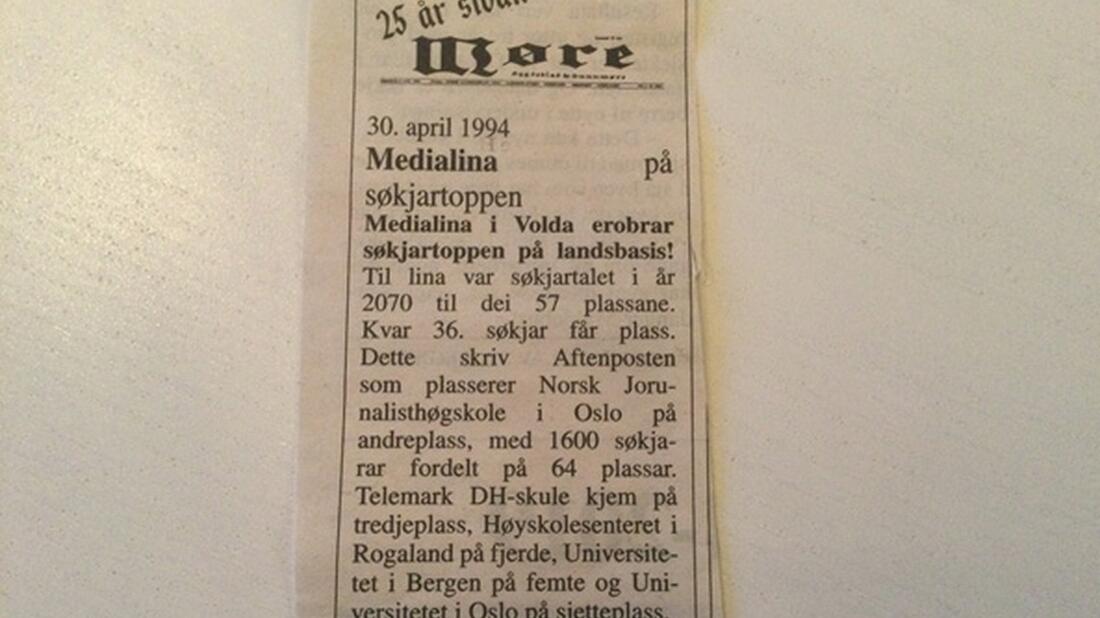 25 år sidan
Møre
30. april 1994
Medialina på
søkjartoppen
Medialina i Volda erobrar
søkjartoppen på landsbasis!
Til lina var søkjartalet i år
2070 til dei 57 plassane.
Kvar 36. søkjar får plass.
Dette skriv Aftenposten
som plasserer Norsk Joru-
nalisthøgskole i Oslo på
andreplass, med 1600 søkja-
rar fordelt på 64 plassar.
Telemark DH-skule kjem på
tredjeplass, Høyskolesenteret i
Rogaland på fjerde, Universite-
tet i Bergen på femte og Uni-
versitetet i Oslo på sjetteplass.